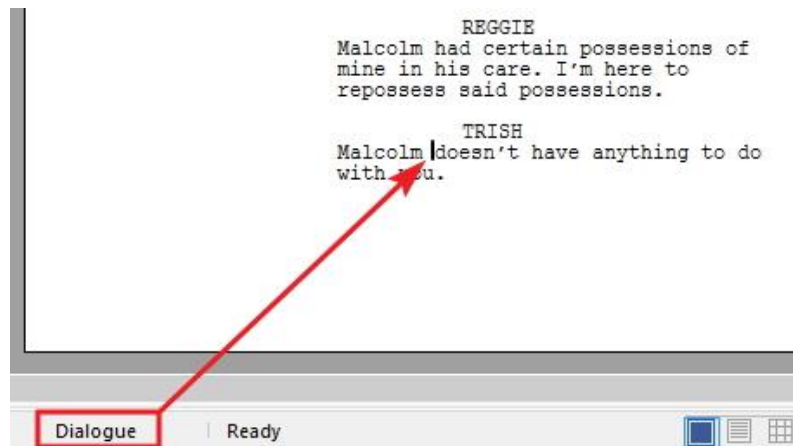 REGGIE
Malcolm had certain possessions of
mine in his care. I'm here to
repossess said possessions.
TRISH
Malcolm doesn't have anything to do
with you.
Dialogue
Ready